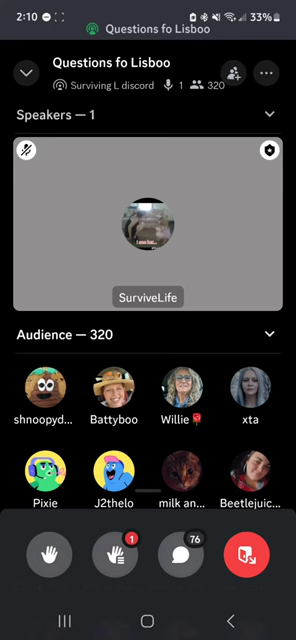 2:10
33%
Questions fo Lisboo
Questions fo Lisboo
Surviving L discord 1 320
Speakers — 1
SurviveLife
Audience — 320
shnoopyd... Battyboo Willie🌹 xta
Pixie J2thelo milk an... Beetlejuic...
1 76